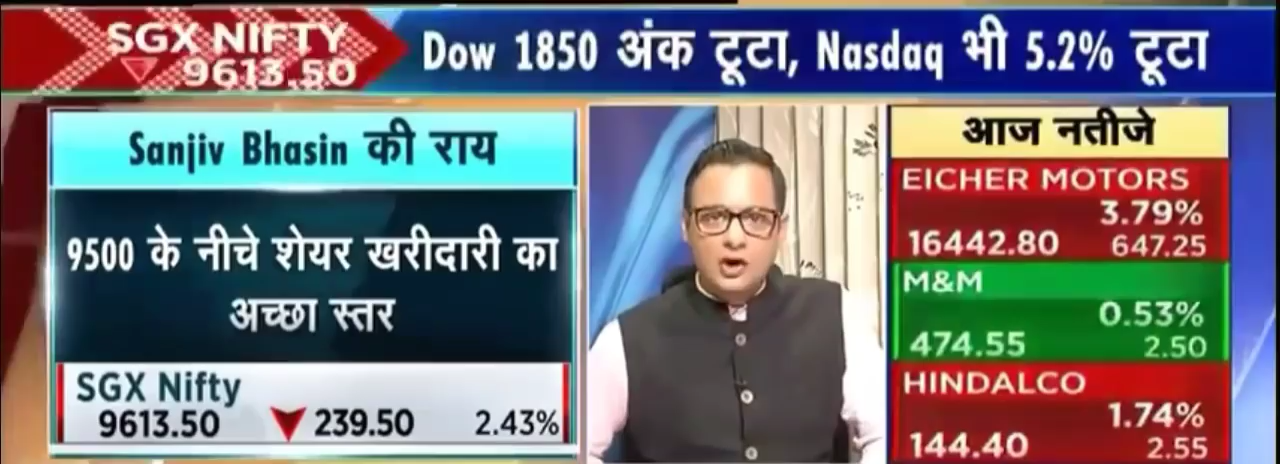 SGX NIFTY
9613.50
Dow 1850 अंक टूटा, Nasdaq भी 5.2% टूटा
Sanjiv Bhasin की राय
9500 के नीचे शेयर खरीदारी का
अच्छा स्तर
SGX Nifty
9613.50 239.50 2.43%
आज नतीजे
EICHER MOTORS
3.79%
16442.80 647.25
M&M
0.53%
474.55 2.50
HINDALCO
1.74%
144.40 2.55